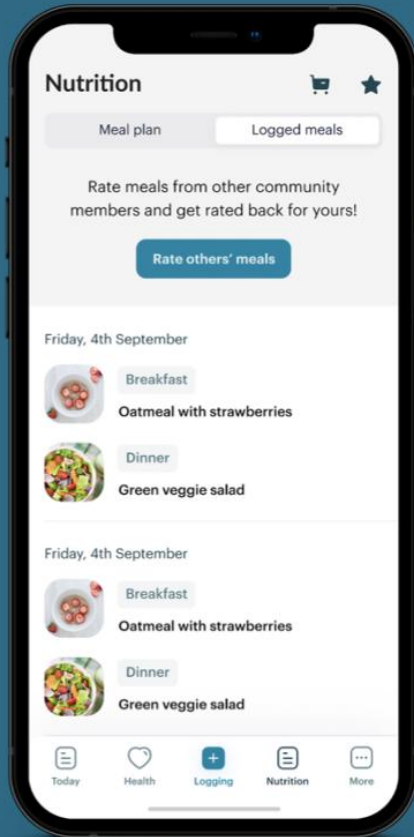 Nutrition
Meal plan
Logged meals
Rate meals from other community
members and get rated back for yours!
Rate others’ meals
Friday, 4th September
Breakfast
Oatmeal with strawberries
Dinner
Green veggie salad
Friday, 4th September
Breakfast
Oatmeal with strawberries
Dinner
Green veggie salad
Today
Health
Logging
Nutrition
More